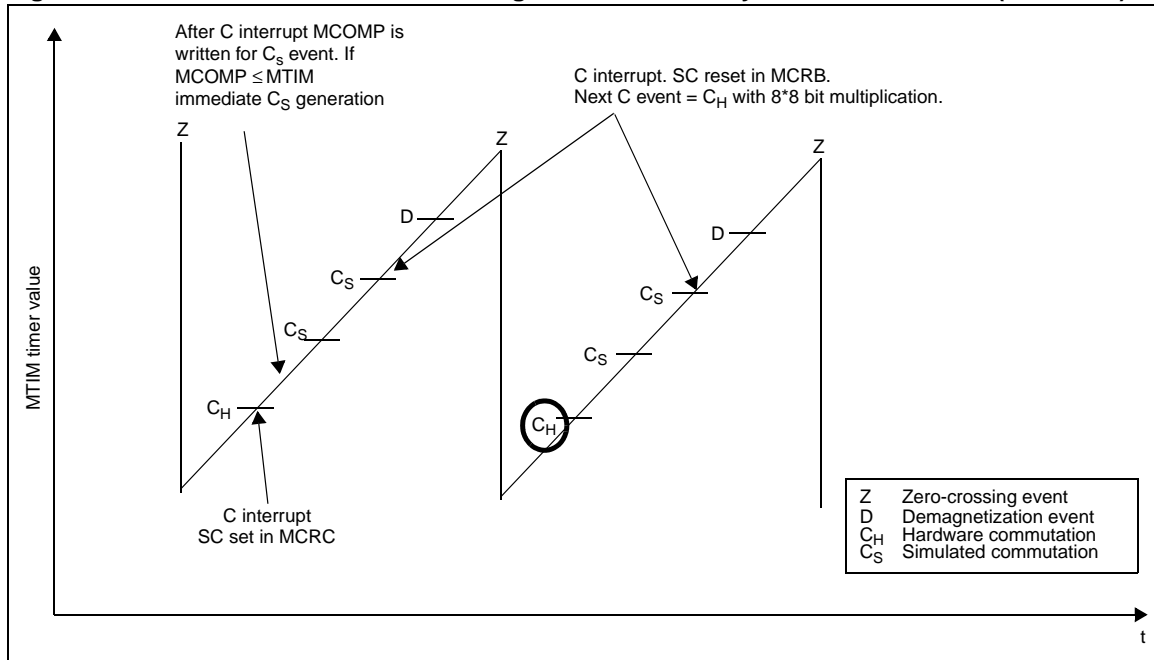 After C interrupt MCOMP is
written for CS event. If
MCOMP ≤ MTIM
immediate CS generation
C interrupt. SC reset in MCRB.
Next C event = CH with 8*8 bit multiplication.
Z
Z
Z
D
D
CS
CS
CS
CS
CH
CH
MTIM timer value
C interrupt
SC set in MCRC
Z Zero-crossing event
D Demagnetization event
CH Hardware commutation
CS Simulated commutation
t